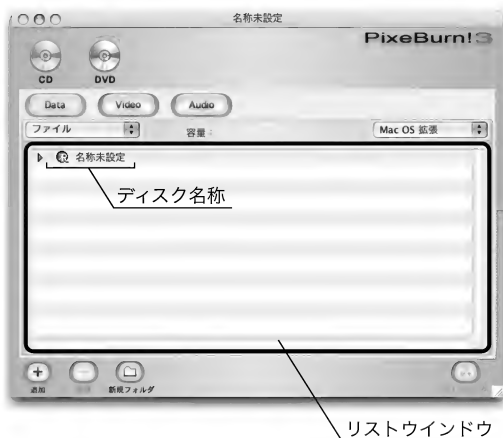 名称未設定
PixeBurn!3
CD
DVD
Data
Video
Audio
ファイル
容量：
Mac OS 拡張
名称未設定
ディスク名称
追加
新規フォルダ
リストウインドウ